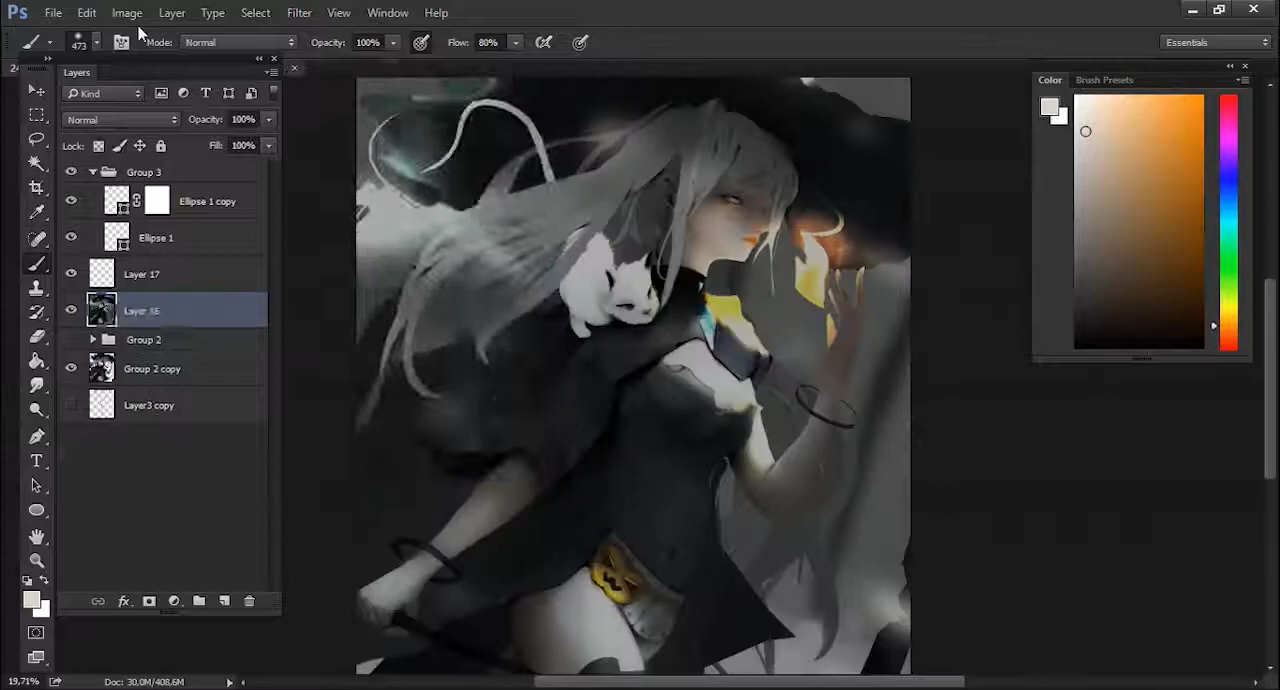 Ps File Edit Image Layer Type Select Filter View Window Help
473 Mode: Normal Opacity: 100% Flow: 80% Essentials
24
Layers
Kind
Normal Opacity: 100%
Lock: Fill: 100%
Group 3
Ellipse 1 copy
Ellipse 1
Layer 17
Layer 16
Group 2
Group 2 copy
Layer3 copy
fx
Color Brush Presets
19,71% Doc: 30,0M/408,6M